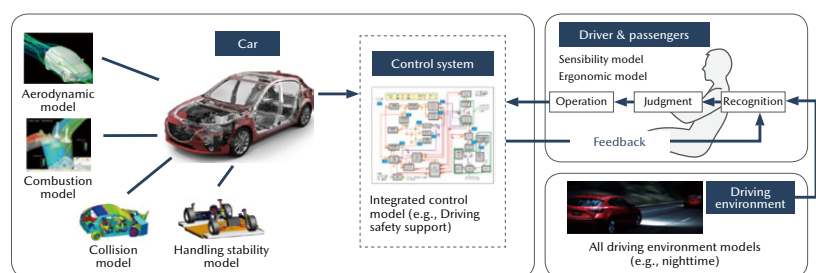 Car
Aerodynamic
model
Combustion
model
Collision
model
Handling stability
model
Control system
Integrated control
model (e.g., Driving
safety support)
Driver & passengers
Sensibility model
Ergonomic model
Operation
Judgment
Recognition
Feedback
Driving
environment
All driving environment models
(e.g., nighttime)